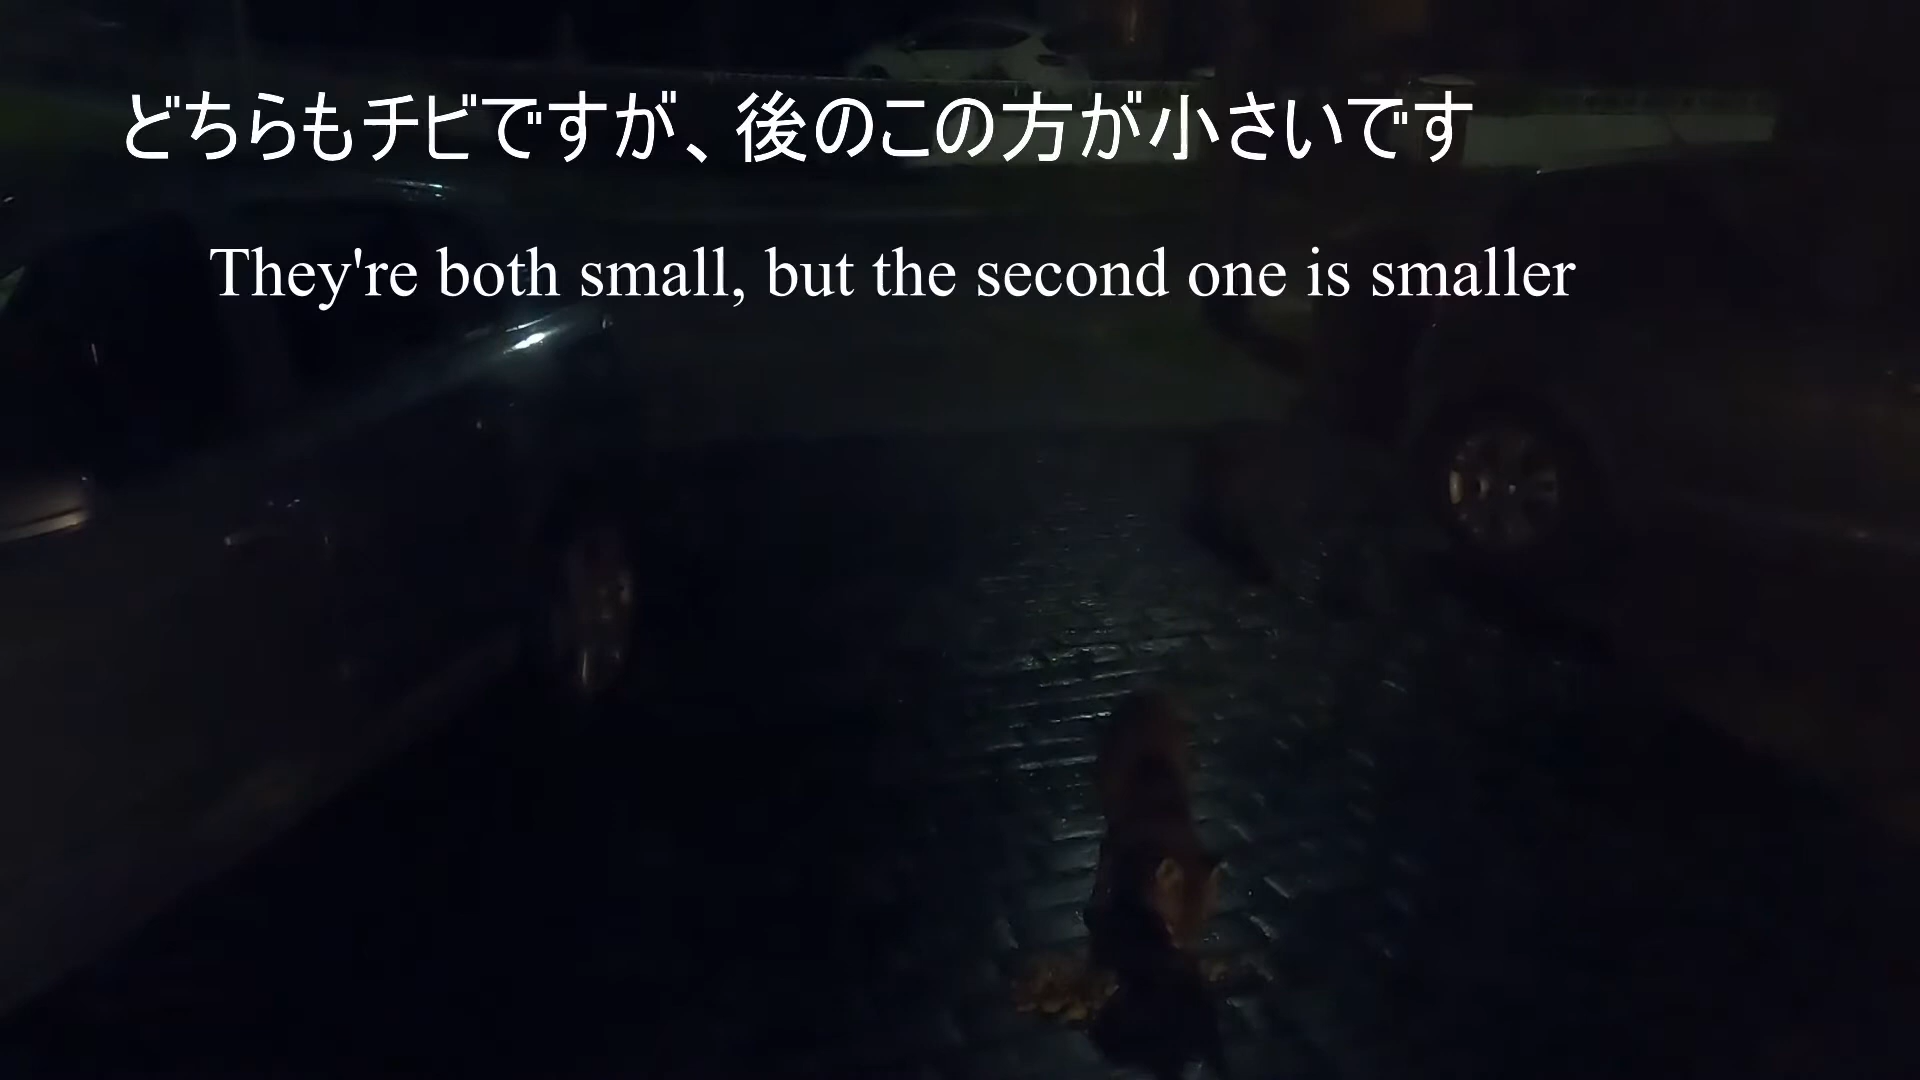 どちらもチビですが、後のこの方が小さいです
They're both small, but the second one is smaller